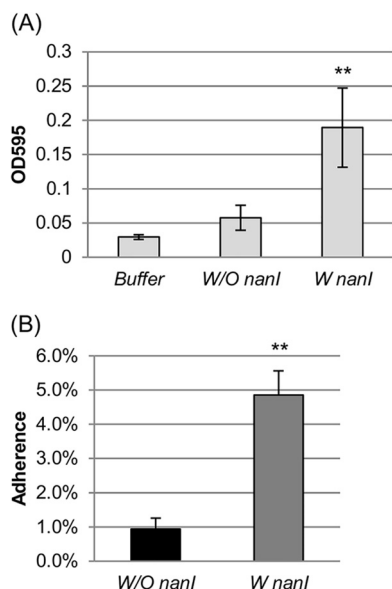 (A)
0.3
0.25
**
0.2
0.15
0.1
0.05
0
OD595
Buffer W/O nanI W nanI
(B)
6.0%
**
5.0%
4.0%
3.0%
2.0%
1.0%
0.0%
Adherence
W/O nanI W nanI